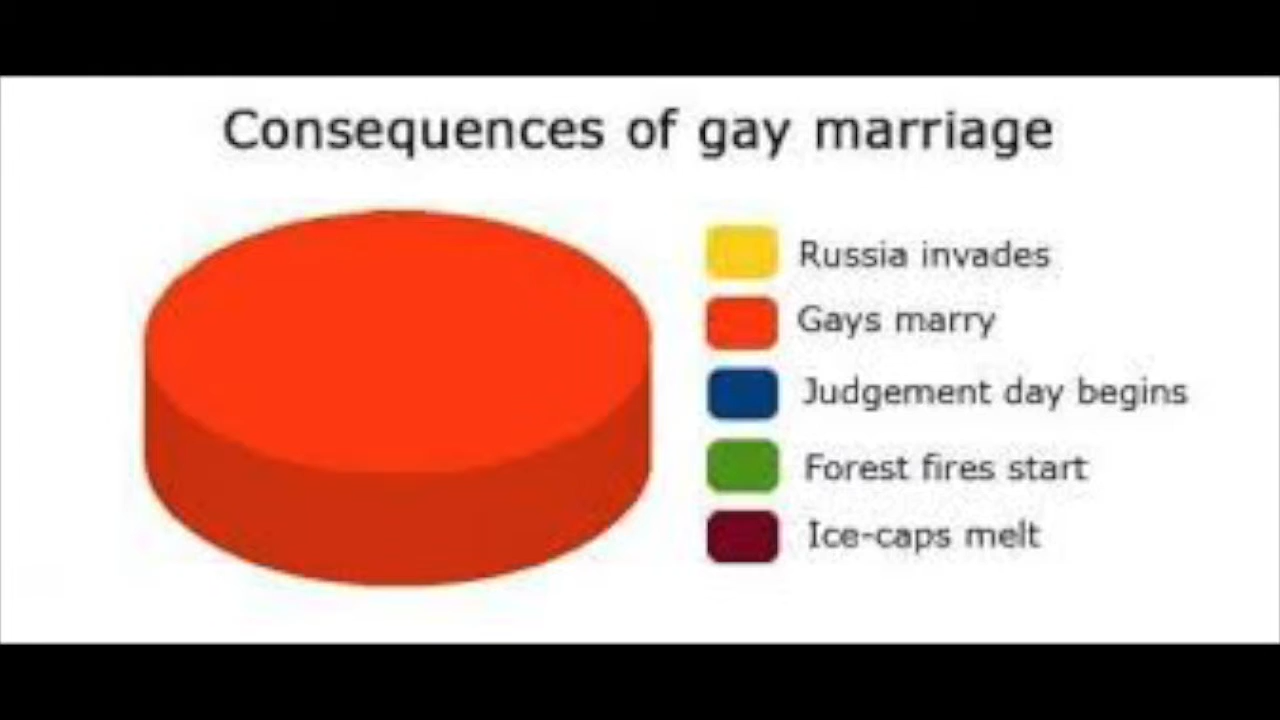 Consequences of gay marriage
Russia invades
Gays marry
Judgement day begins
Forest fires start
Ice-caps melt